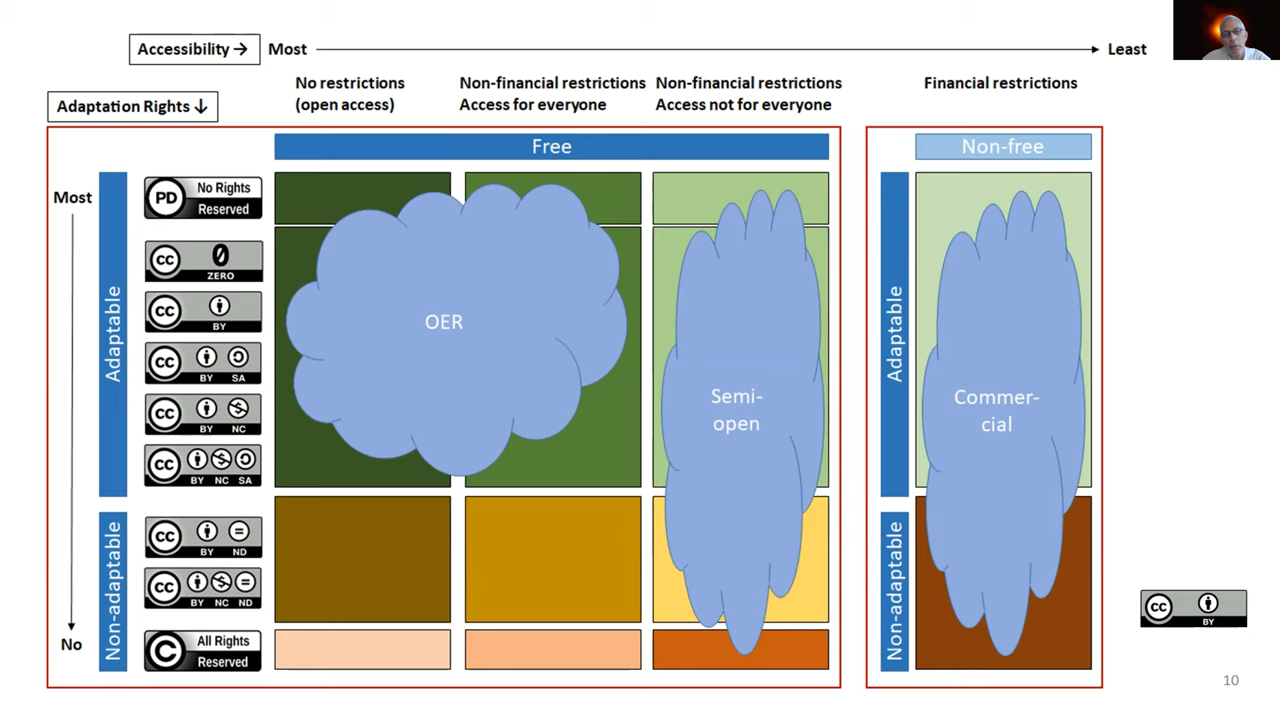 Accessibility →
Most
Least
No restrictions
(open access)
Non-financial restrictions
Access for everyone
Non-financial restrictions
Access not for everyone
Financial restrictions
Adaptation Rights ↓
Free
Non-free
Most
No
Adaptable
Non-adaptable
PD
No Rights
Reserved
CC
0
ZERO
CC
BY
CC
BY SA
CC
BY NC
CC
BY NC SA
CC
BY ND
CC
BY NC ND
C
All Rights
Reserved
OER
Semi-
open
Adaptable
Non-adaptable
Commer-
cial
CC
BY
10